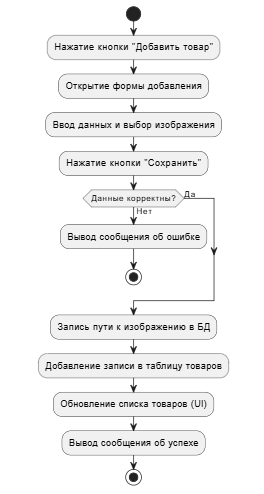 Нажатие кнопки "Добавить товар"
Открытие формы добавления
Ввод данных и выбор изображения
Нажатие кнопки "Сохранить"
Данные корректны?
Да
Нет
Вывод сообщения об ошибке
Запись пути к изображению в БД
Добавление записи в таблицу товаров
Обновление списка товаров (UI)
Вывод сообщения об успехе